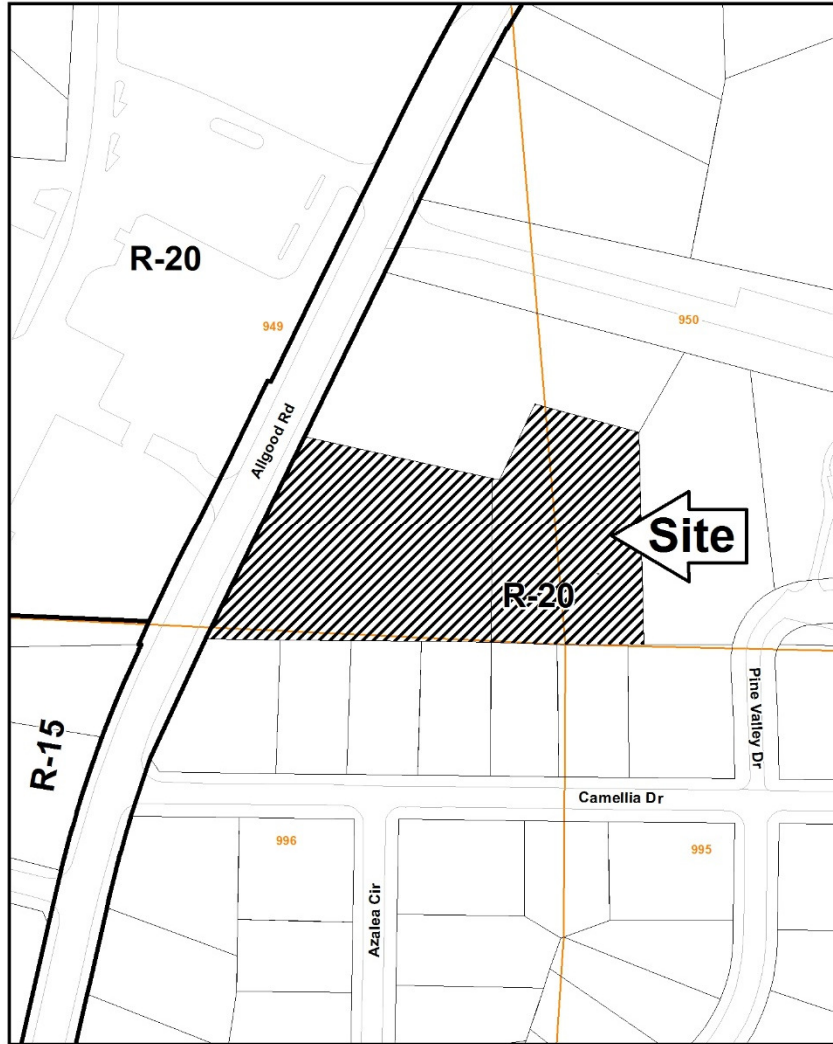 R-20
949
950
Allgood Rd
Site
R-20
R-15
Pine Valley Dr
Camellia Dr
996
995
Azalea Cir